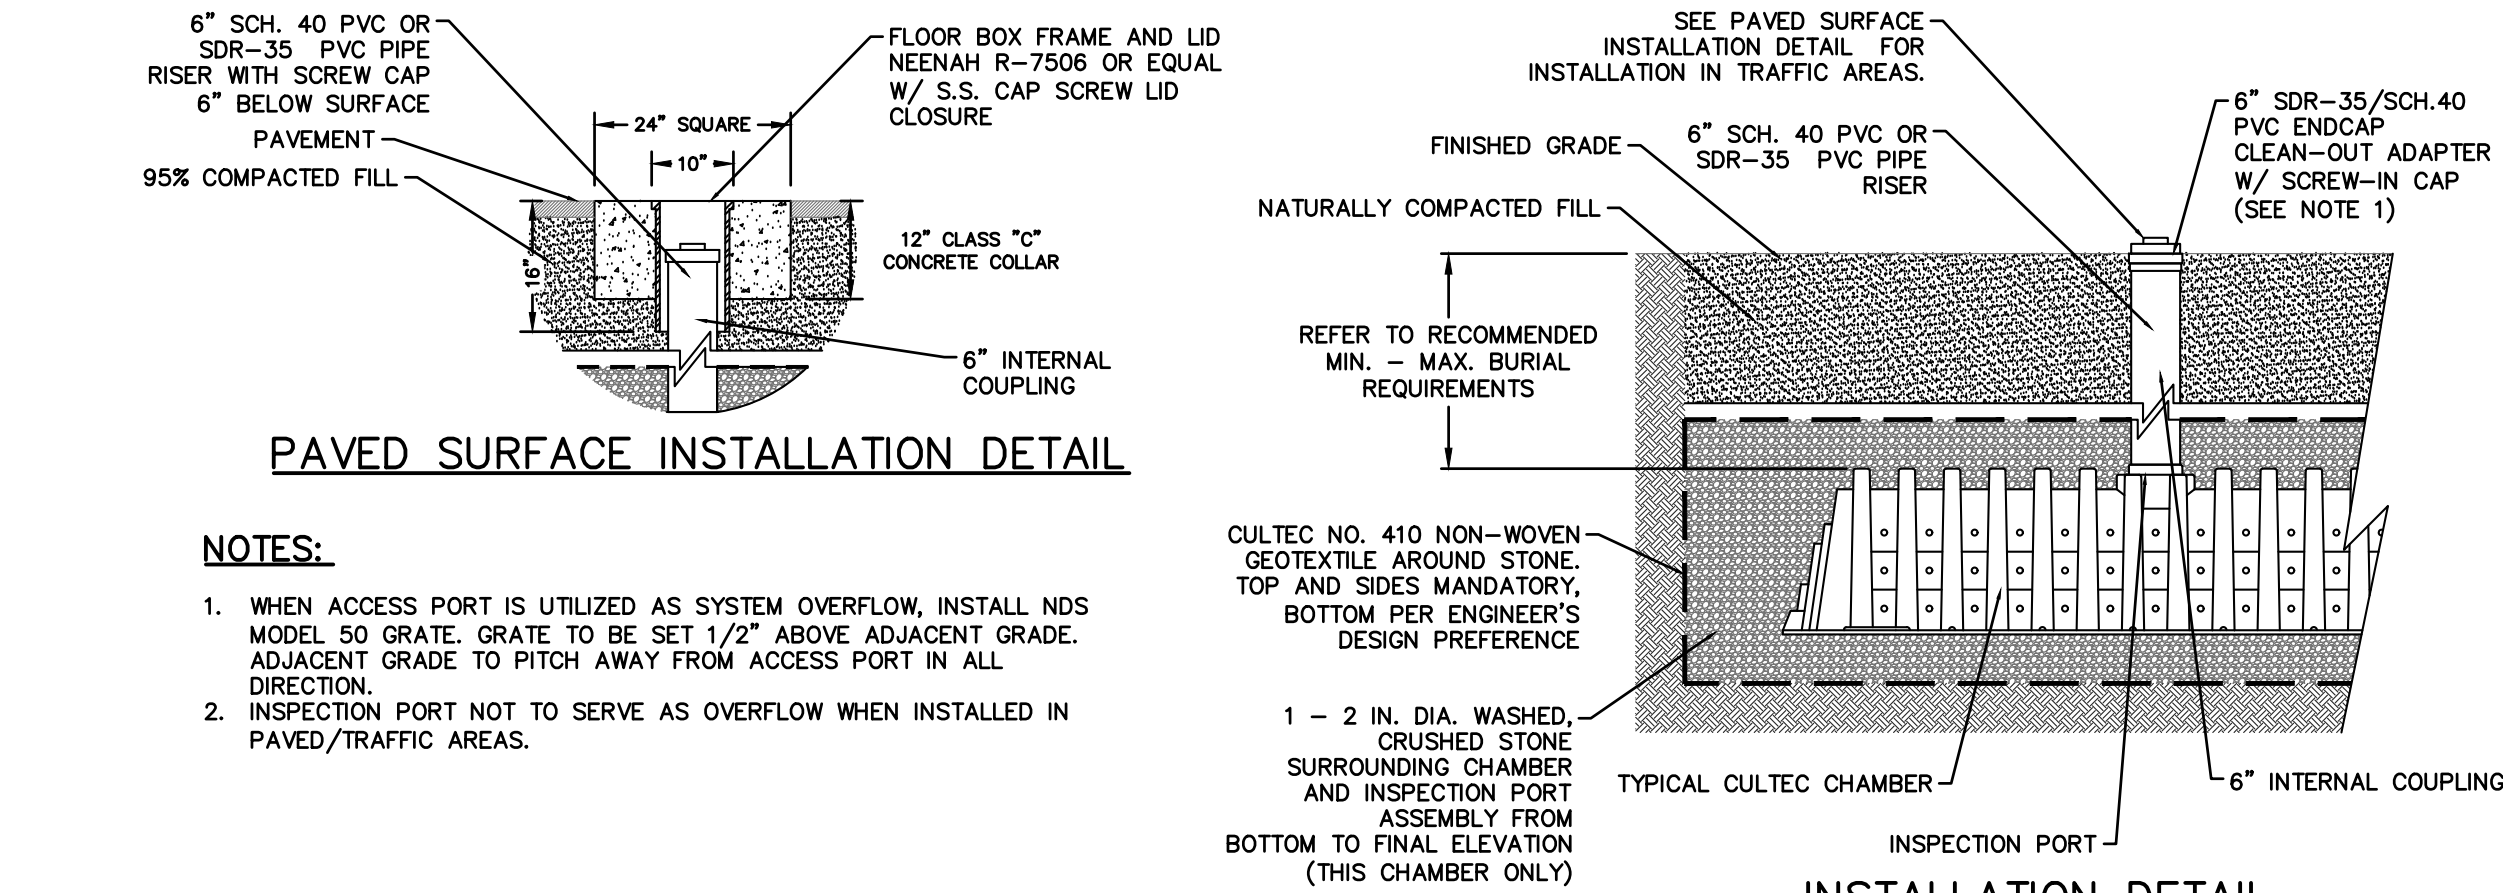 6" SCH. 40 PVC OR
SDR-35 PVC PIPE
RISER WITH SCREW CAP
6" BELOW SURFACE
PAVEMENT
95% COMPACTED FILL
FLOOR BOX FRAME AND LID
NEENAH R-7506 OR EQUAL
W/ S.S. CAP SCREW LID
CLOSURE
24" SQUARE
10"
16"
12" CLASS "C"
CONCRETE COLLAR
6" INTERNAL
COUPLING
PAVED SURFACE INSTALLATION DETAIL
NOTES:
1. WHEN ACCESS PORT IS UTILIZED AS SYSTEM OVERFLOW, INSTALL NDS
MODEL 50 GRATE. GRATE TO BE SET 1/2" ABOVE ADJACENT GRADE.
ADJACENT GRADE TO PITCH AWAY FROM ACCESS PORT IN ALL
DIRECTION.
2. INSPECTION PORT NOT TO SERVE AS OVERFLOW WHEN INSTALLED IN
PAVED/TRAFFIC AREAS.
SEE PAVED SURFACE
INSTALLATION DETAIL FOR
INSTALLATION IN TRAFFIC AREAS.
6" SDR-35/SCH.40
PVC ENDCAP
CLEAN-OUT ADAPTER
W/ SCREW-IN CAP
(SEE NOTE 1)
FINISHED GRADE
6" SCH. 40 PVC OR
SDR-35 PVC PIPE
RISER
NATURALLY COMPACTED FILL
REFER TO RECOMMENDED
MIN. - MAX. BURIAL
REQUIREMENTS
CULTEC NO. 410 NON-WOVEN
GEOTEXTILE AROUND STONE.
TOP AND SIDES MANDATORY,
BOTTOM PER ENGINEER'S
DESIGN PREFERENCE
1 - 2 IN. DIA. WASHED,
CRUSHED STONE
SURROUNDING CHAMBER
AND INSPECTION PORT
ASSEMBLY FROM
BOTTOM TO FINAL ELEVATION
(THIS CHAMBER ONLY)
TYPICAL CULTEC CHAMBER
6" INTERNAL COUPLING
INSPECTION PORT
INSTALLATION DETAIL